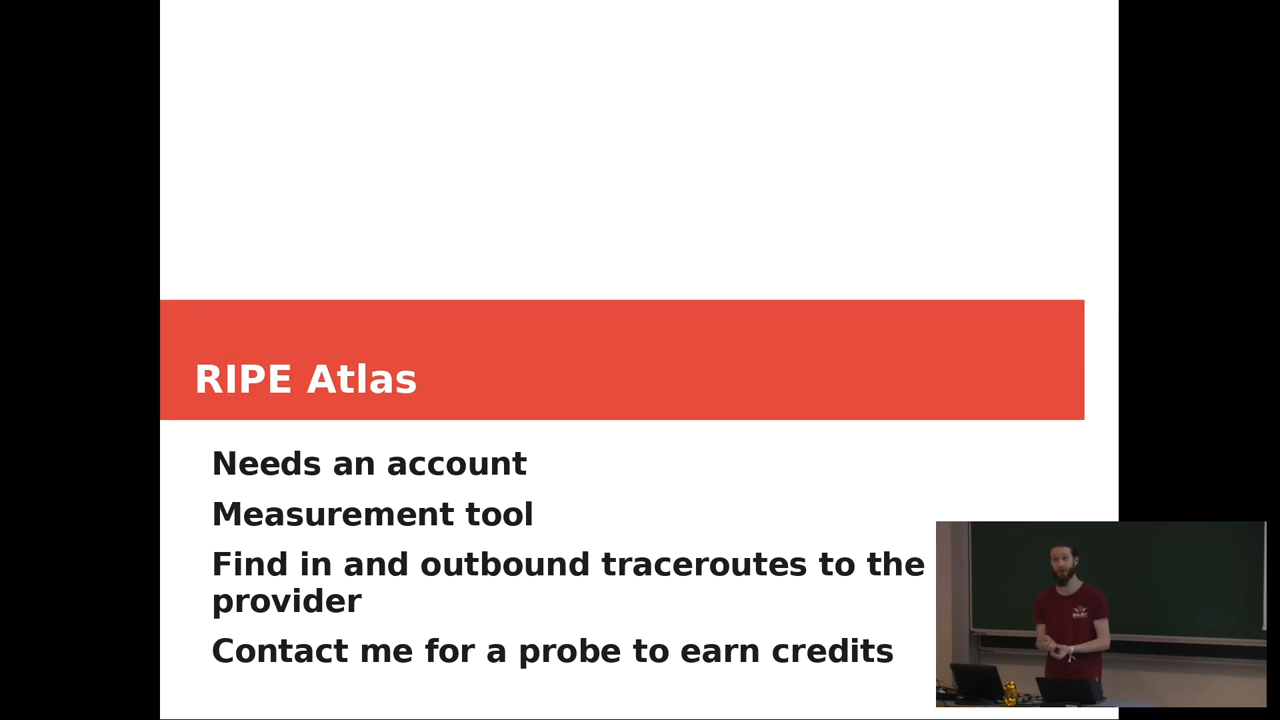 RIPE Atlas
Needs an account
Measurement tool
Find in and outbound traceroutes to the
provider
Contact me for a probe to earn credits